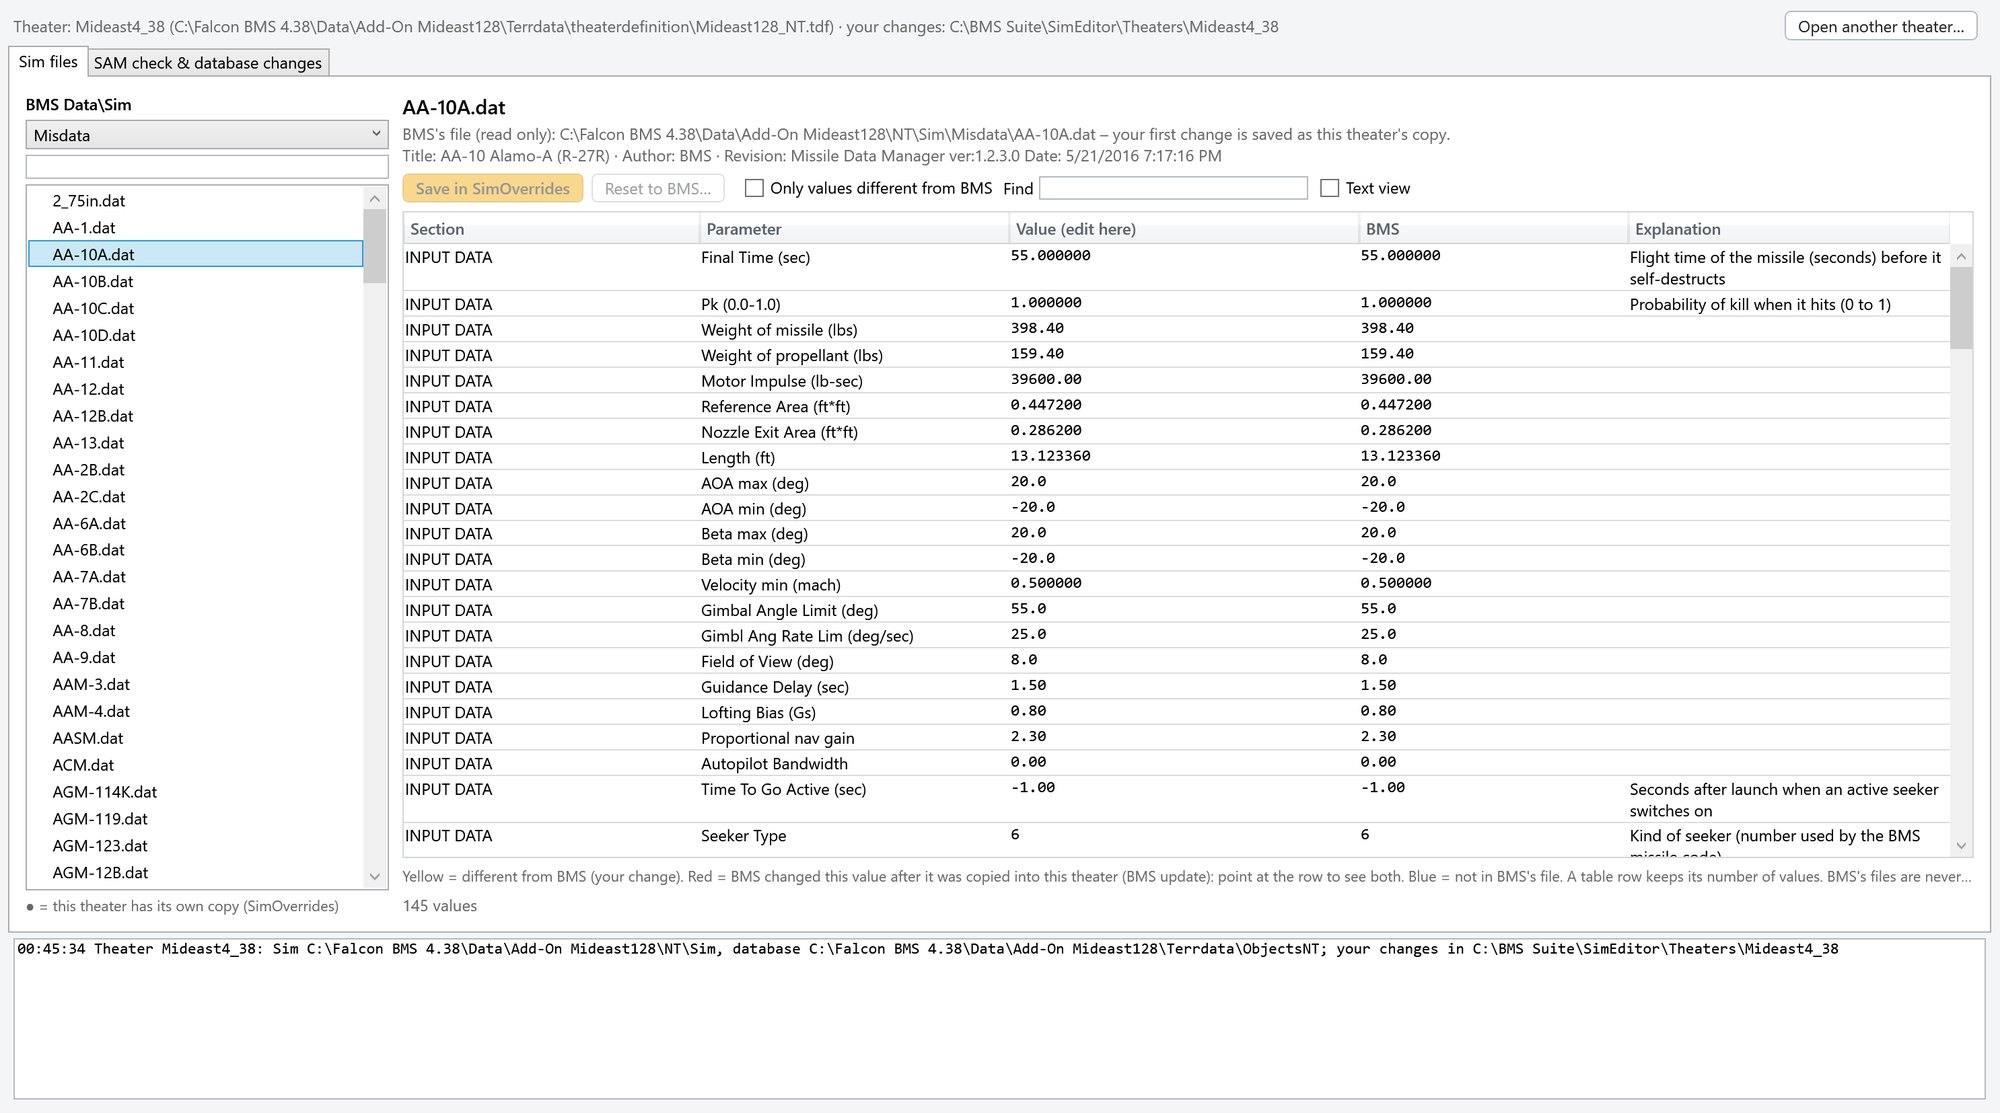 Theater: Mideast4_38 (C:\Falcon BMS 4.38\Data\Add-On Mideast128\Terrdata\theaterdefinition\Mideast128_NT.tdf) · your changes: C:\BMS Suite\SimEditor\Theaters\Mideast4_38
Open another theater...
Sim files
SAM check & database changes
BMS Data\Sim
Misdata
2_75in.dat
AA-1.dat
AA-10A.dat
AA-10B.dat
AA-10C.dat
AA-10D.dat
AA-11.dat
AA-12.dat
AA-12B.dat
AA-13.dat
AA-2B.dat
AA-2C.dat
AA-6A.dat
AA-6B.dat
AA-7A.dat
AA-7B.dat
AA-8.dat
AA-9.dat
AAM-3.dat
AAM-4.dat
AASM.dat
ACM.dat
AGM-114K.dat
AGM-119.dat
AGM-123.dat
AGM-12B.dat
● = this theater has its own copy (SimOverrides)
AA-10A.dat
BMS's file (read only): C:\Falcon BMS 4.38\Data\Add-On Mideast128\NT\Sim\Misdata\AA-10A.dat – your first change is saved as this theater's copy.
Title: AA-10 Alamo-A (R-27R) · Author: BMS · Revision: Missile Data Manager ver:1.2.3.0 Date: 5/21/2016 7:17:16 PM
Save in SimOverrides Reset to BMS... Only values different from BMS Find Text view
Section Parameter Value (edit here) BMS Explanation
INPUT DATA Final Time (sec) 55.000000 55.000000 Flight time of the missile (seconds) before it
self-destructs
INPUT DATA Pk (0.0-1.0) 1.000000 1.000000 Probability of kill when it hits (0 to 1)
INPUT DATA Weight of missile (lbs) 398.40 398.40
INPUT DATA Weight of propellant (lbs) 159.40 159.40
INPUT DATA Motor Impulse (lb-sec) 39600.00 39600.00
INPUT DATA Reference Area (ft*ft) 0.447200 0.447200
INPUT DATA Nozzle Exit Area (ft*ft) 0.286200 0.286200
INPUT DATA Length (ft) 13.123360 13.123360
INPUT DATA AOA max (deg) 20.0 20.0
INPUT DATA AOA min (deg) -20.0 -20.0
INPUT DATA Beta max (deg) 20.0 20.0
INPUT DATA Beta min (deg) -20.0 -20.0
INPUT DATA Velocity min (mach) 0.500000 0.500000
INPUT DATA Gimbal Angle Limit (deg) 55.0 55.0
INPUT DATA Gimbl Ang Rate Lim (deg/sec) 25.0 25.0
INPUT DATA Field of View (deg) 8.0 8.0
INPUT DATA Guidance Delay (sec) 1.50 1.50
INPUT DATA Lofting Bias (Gs) 0.80 0.80
INPUT DATA Proportional nav gain 2.30 2.30
INPUT DATA Autopilot Bandwidth 0.00 0.00
INPUT DATA Time To Go Active (sec) -1.00 -1.00 Seconds after launch when an active seeker
switches on
INPUT DATA Seeker Type 6 6 Kind of seeker (number used by the BMS
missile code)
Yellow = different from BMS (your change). Red = BMS changed this value after it was copied into this theater (BMS update): point at the row to see both. Blue = not in BMS's file. A table row keeps its number of values. BMS's files are never...
145 values
00:45:34 Theater Mideast4_38: Sim C:\Falcon BMS 4.38\Data\Add-On Mideast128\NT\Sim, database C:\Falcon BMS 4.38\Data\Add-On Mideast128\Terrdata\ObjectsNT; your changes in C:\BMS Suite\SimEditor\Theaters\Mideast4_38